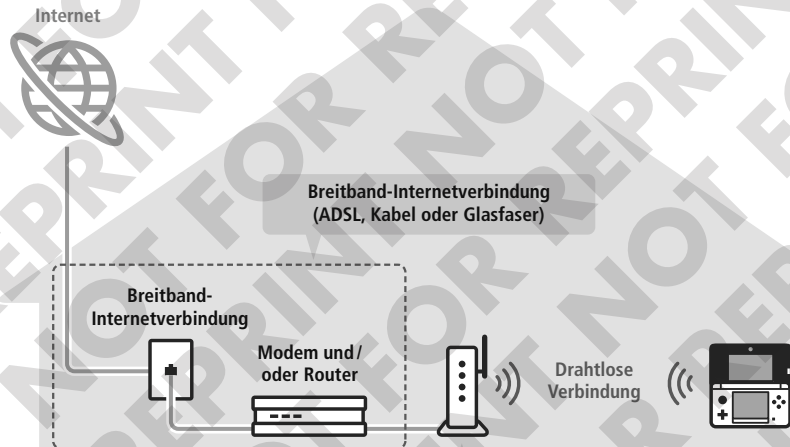 Internet
Breitband-Internetverbindung
(ADSL, Kabel oder Glasfaser)
Breitband-
Internetverbindung
Modem und /
oder Router
Drahtlose
Verbindung
NOT FOR REPRINT